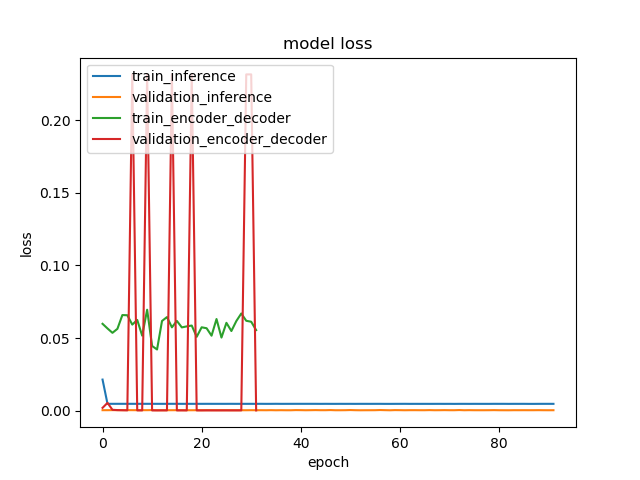 model loss
train_inference
validation_inference
train_encoder_decoder
validation_encoder_decoder
0.20
0.15
0.10
0.05
0.00
loss
0 20 40 60 80
epoch